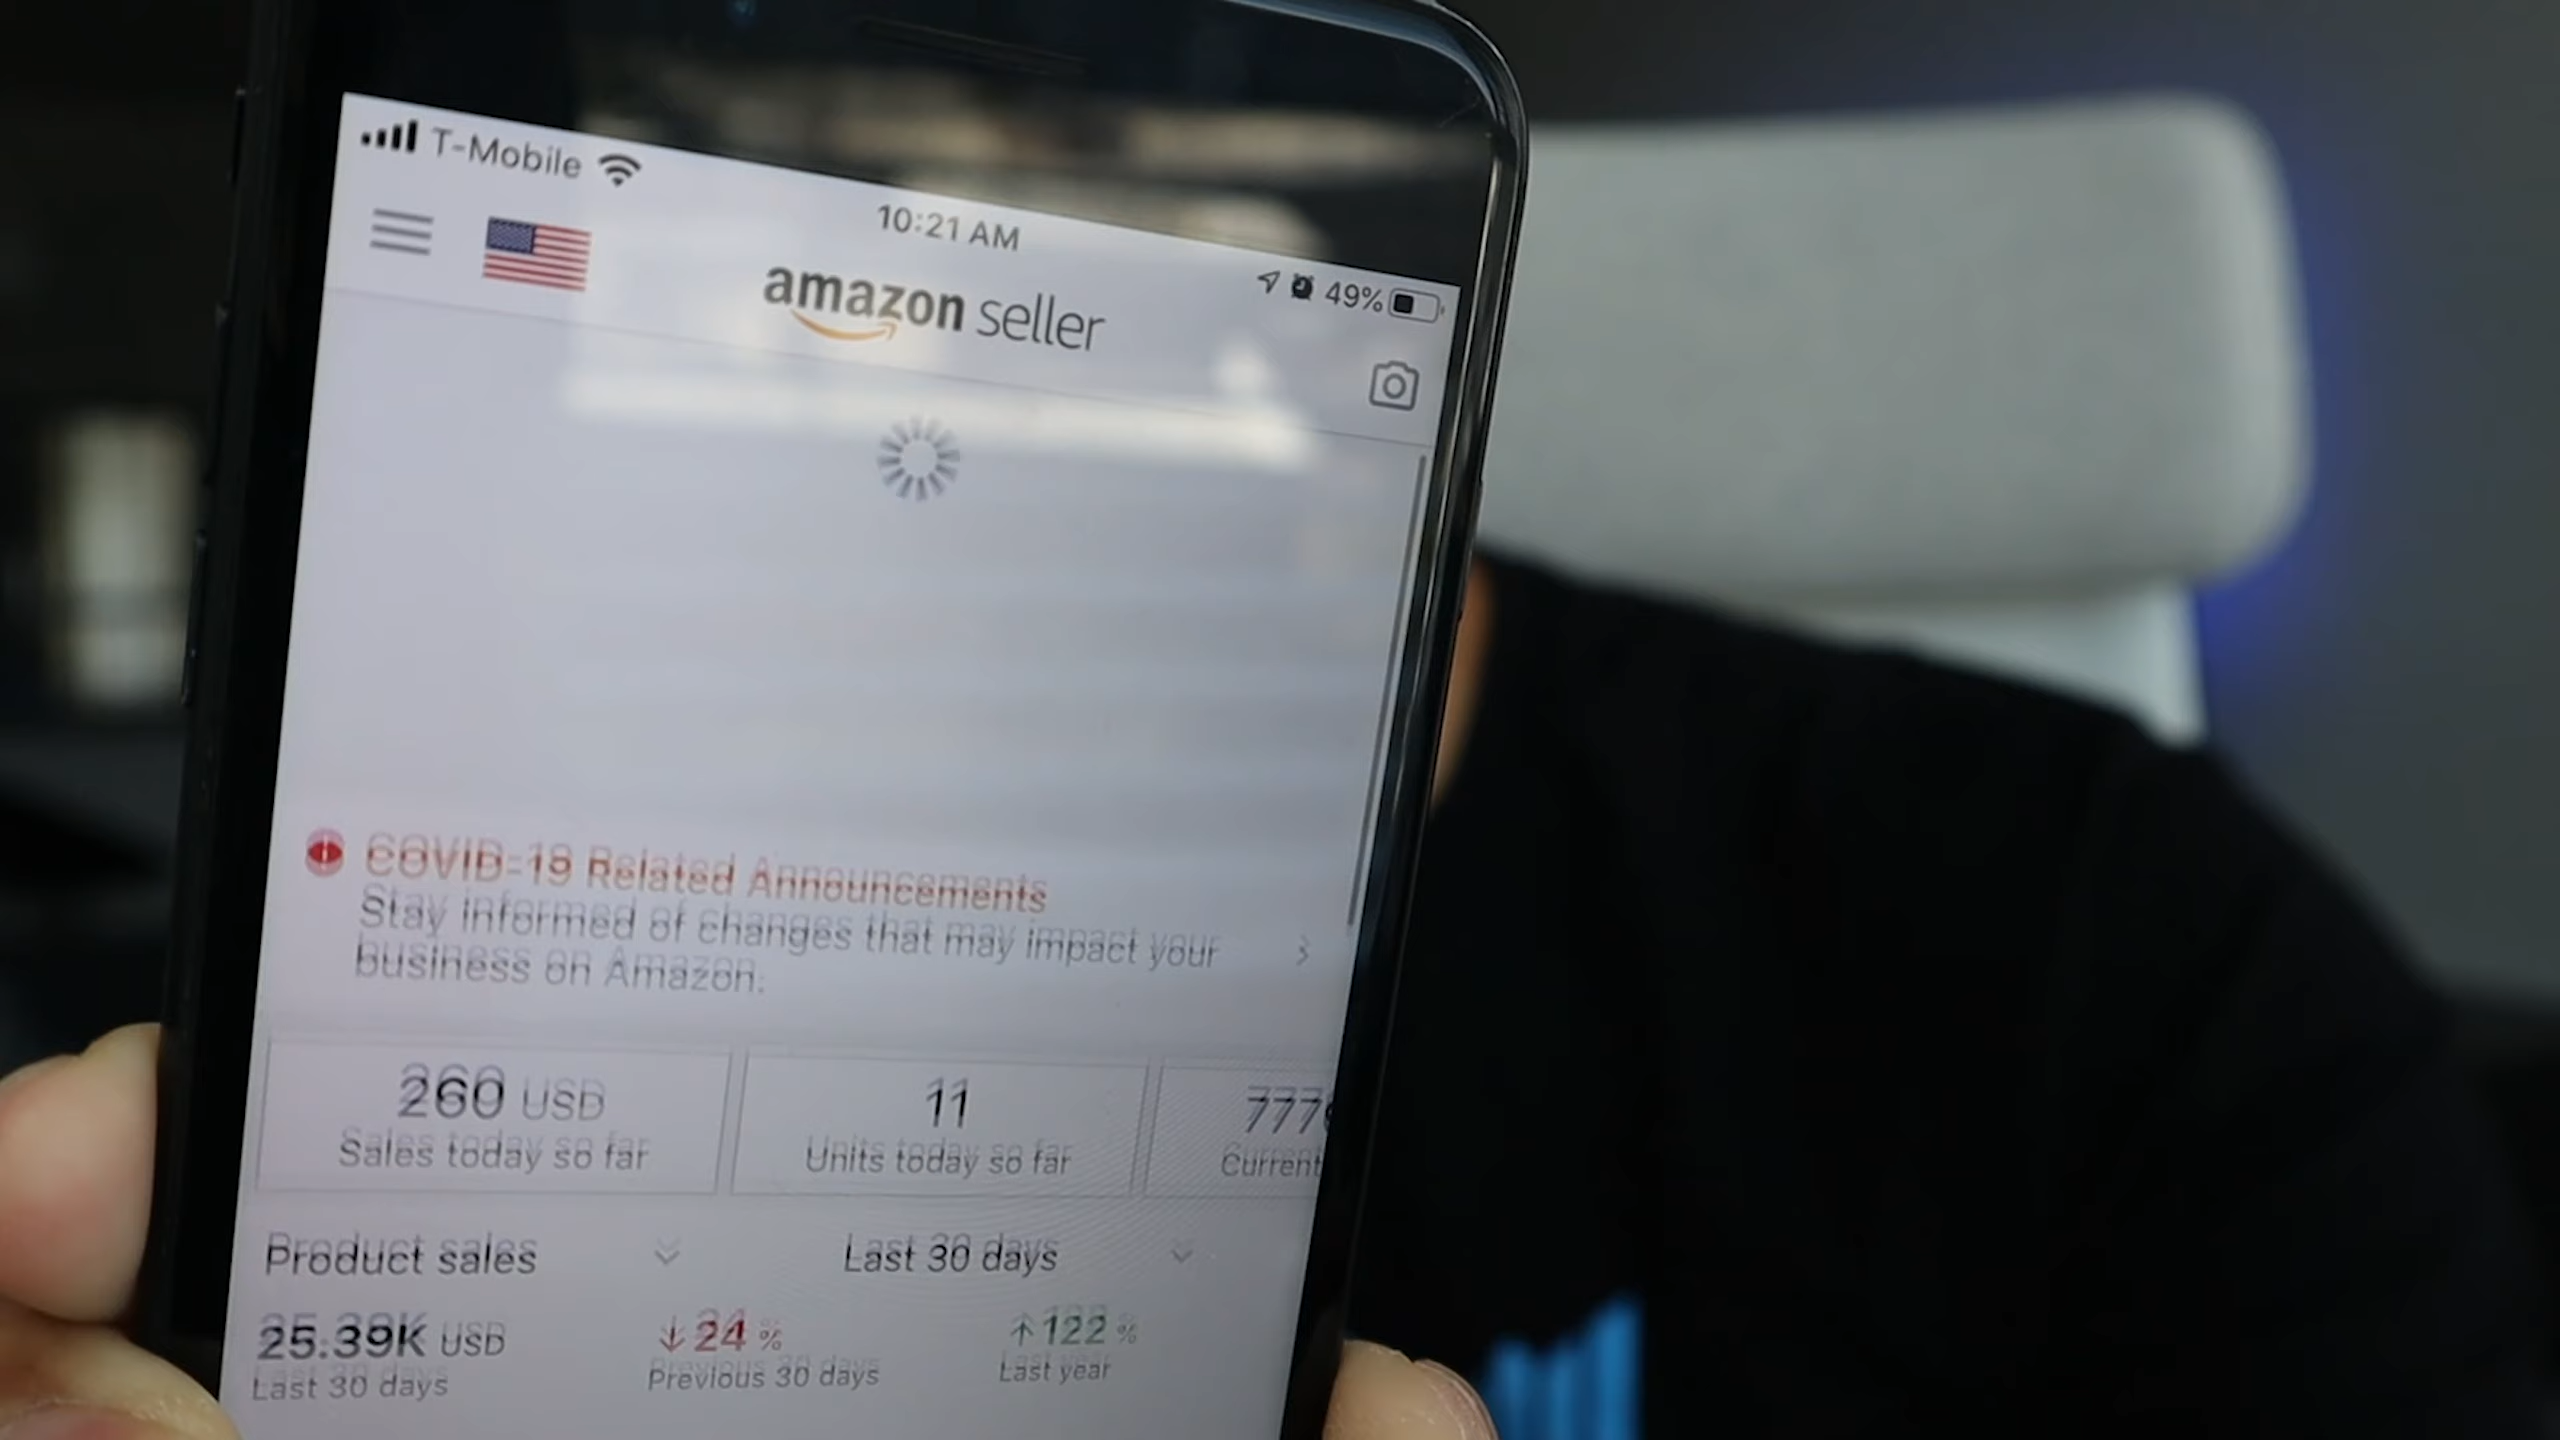 T-Mobile
10:21 AM
49%
amazon seller
COVID-19 Related Announcements
Stay informed of changes that may impact your
business on Amazon.
260 USD
Sales today so far
11
Units today so far
777
Current
Product sales
Last 30 days
25.39K USD
Last 30 days
↓24 %
Previous 30 days
↑122 %
Last year